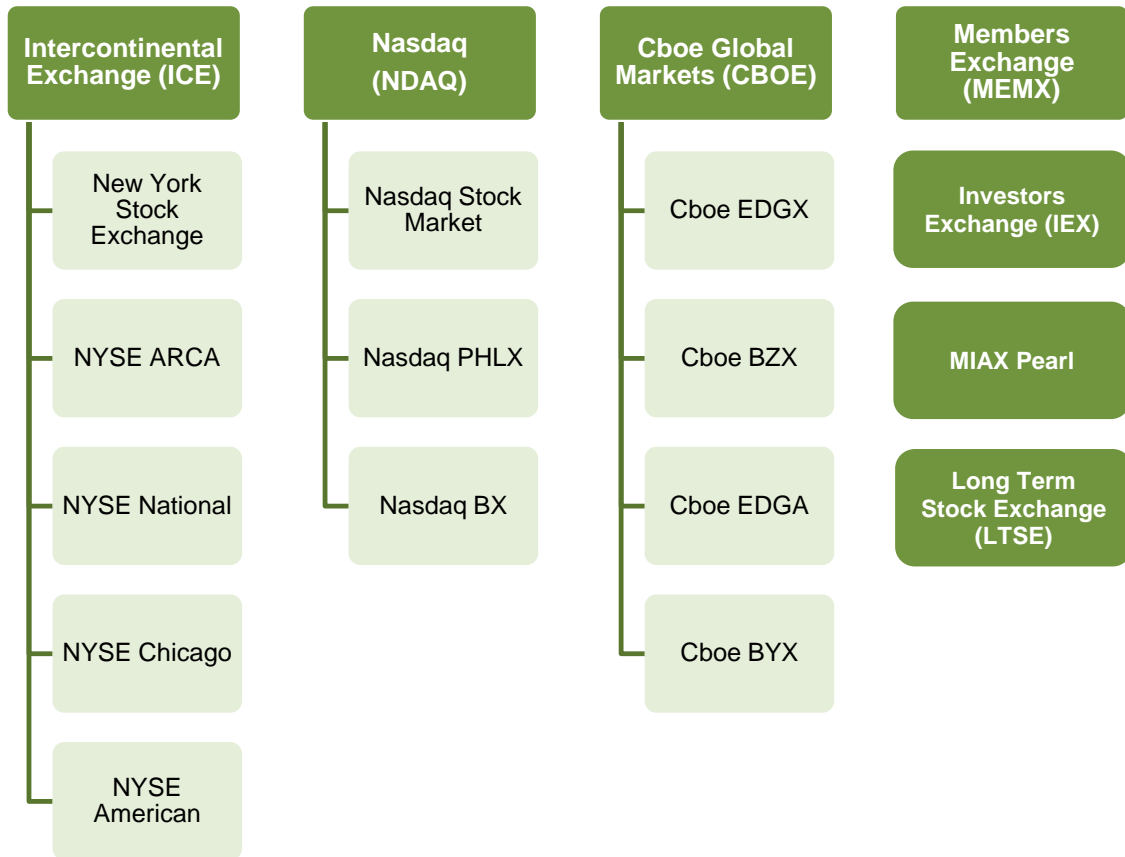 Intercontinental
Exchange (ICE)
New York
Stock
Exchange
NYSE ARCA
NYSE National
NYSE Chicago
NYSE
American
Nasdaq
(NDAQ)
Nasdaq Stock
Market
Nasdaq PHLX
Nasdaq BX
Cboe Global
Markets (CBOE)
Cboe EDGX
Cboe BZX
Cboe EDGA
Cboe BYX
Members
Exchange
(MEMX)
Investors
Exchange (IEX)
MIAX Pearl
Long Term
Stock Exchange
(LTSE)